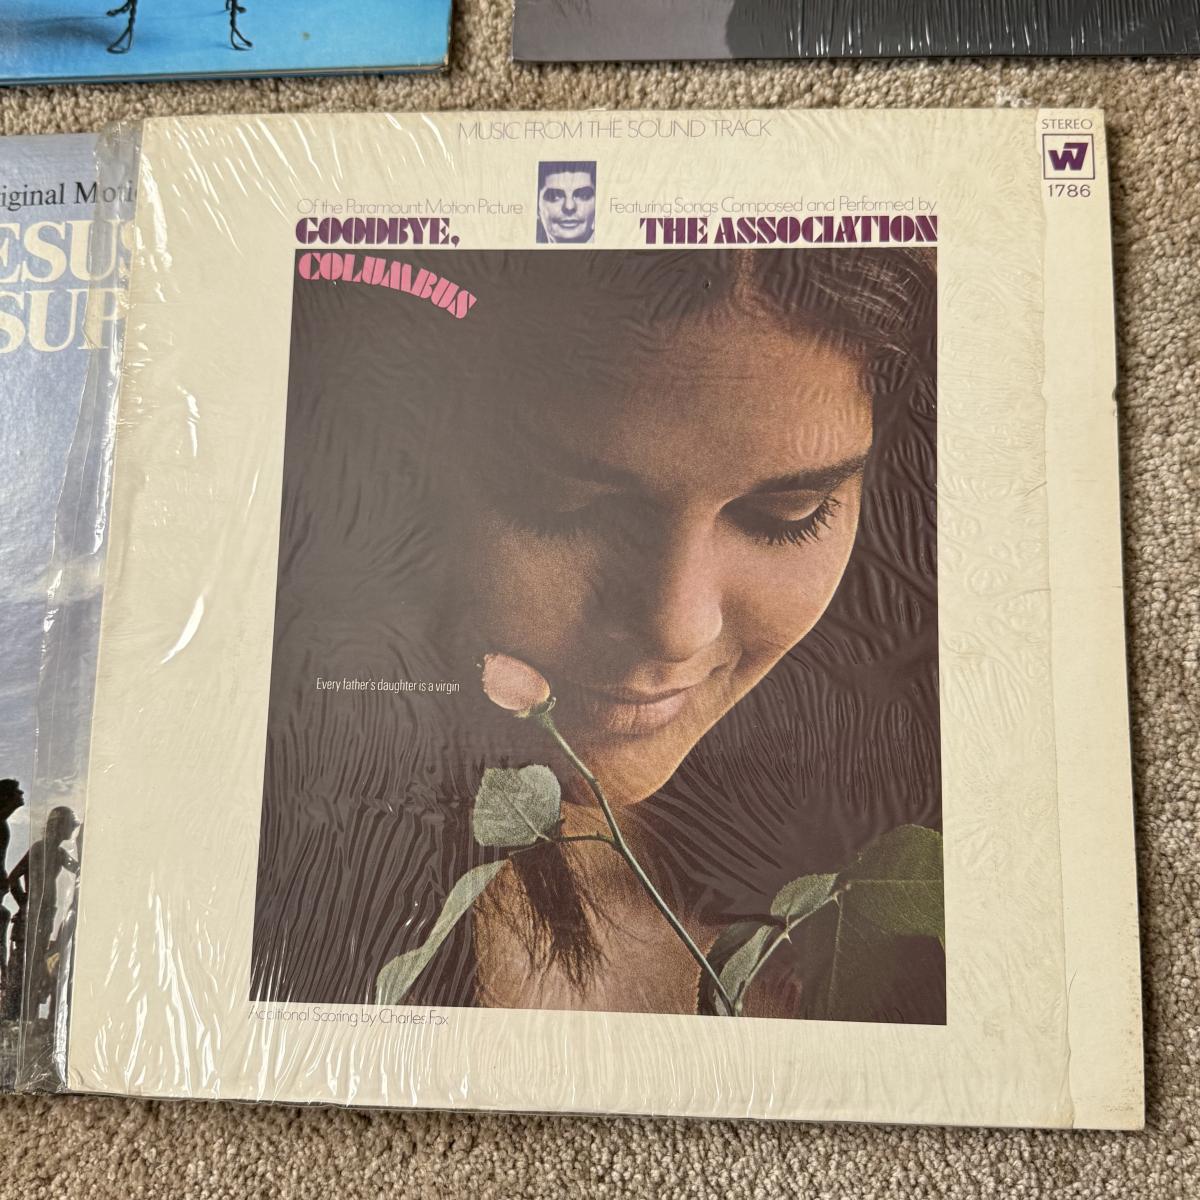 MUSIC FROM THE SOUND TRACK
STEREO
W7
1786
Of the Paramount Motion Picture
GOODBYE,
COLUMBUS
Featuring Songs Composed and Performed by
THE ASSOCIATION
Every father's daughter is a virgin
Additional Scoring by Charles Fox
iginal Moti
ESUS
SUP